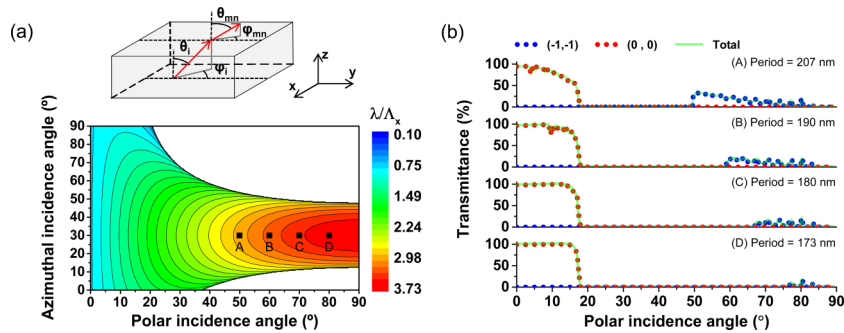 (a)
θmn
θi
φmn
φi
z
y
x
Azimuthal incidence angle (º)
90
80
70
60
50
40
30
20
10
0
A B C D
0 10 20 30 40 50 60 70 80 90
Polar incidence angle (º)
λ/Λx
0.10
0.75
1.49
2.24
2.98
3.73
(b)
(-1,-1) (0 , 0) Total
Transmittance (%)
(A) Period = 207 nm
100
50
0
(B) Period = 190 nm
100
50
0
(C) Period = 180 nm
100
50
0
(D) Period = 173 nm
100
50
0
0 10 20 30 40 50 60 70 80
Polar incidence angle (°)